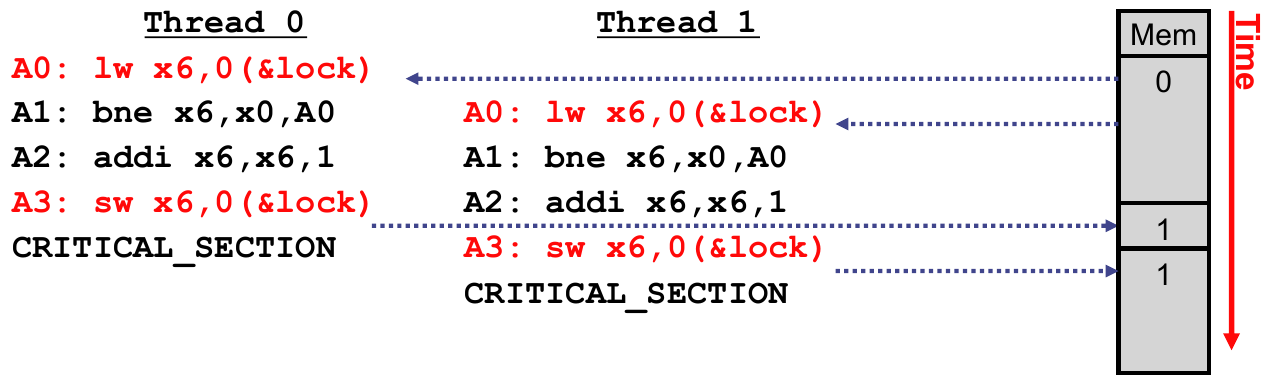 Thread 0
A0: lw x6,0(&lock)
A1: bne x6,x0,A0
A2: addi x6,x6,1
A3: sw x6,0(&lock)
CRITICAL_SECTION
Thread 1
A0: lw x6,0(&lock)
A1: bne x6,x0,A0
A2: addi x6,x6,1
A3: sw x6,0(&lock)
CRITICAL_SECTION
Mem
0
1
1
Time